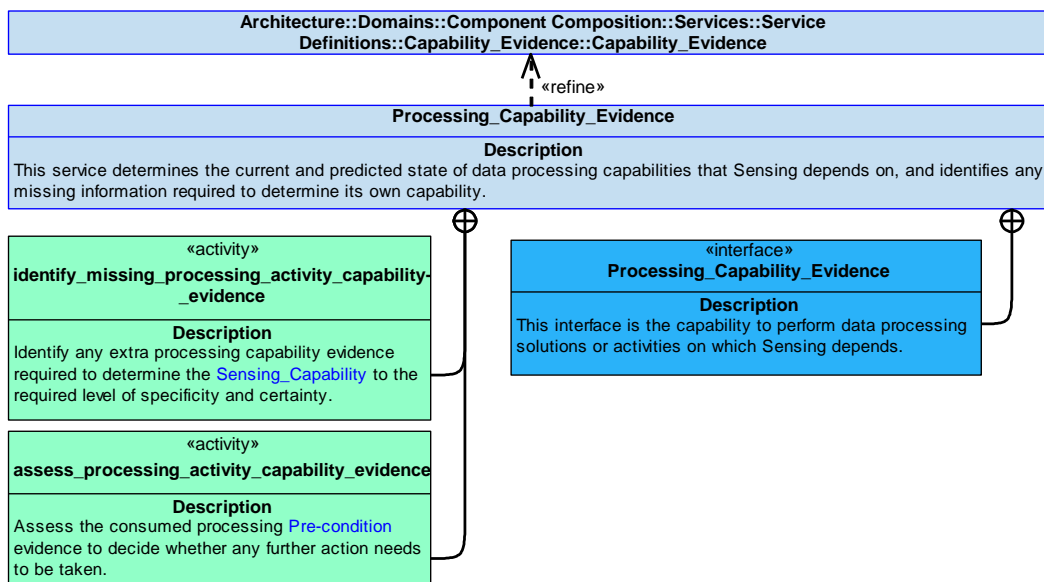 Architecture::Domains::Component Composition::Services::Service
Definitions::Capability_Evidence::Capability_Evidence
«refine»
Processing_Capability_Evidence
Description
This service determines the current and predicted state of data processing capabilities that Sensing depends on, and identifies any
missing information required to determine its own capability.
«activity»
identify_missing_processing_activity_capability-
_evidence
Description
Identify any extra processing capability evidence
required to determine the Sensing_Capability to the
required level of specificity and certainty.
«interface»
Processing_Capability_Evidence
Description
This interface is the capability to perform data processing
solutions or activities on which Sensing depends.
«activity»
assess_processing_activity_capability_evidence
Description
Assess the consumed processing Pre-condition
evidence to decide whether any further action needs
to be taken.